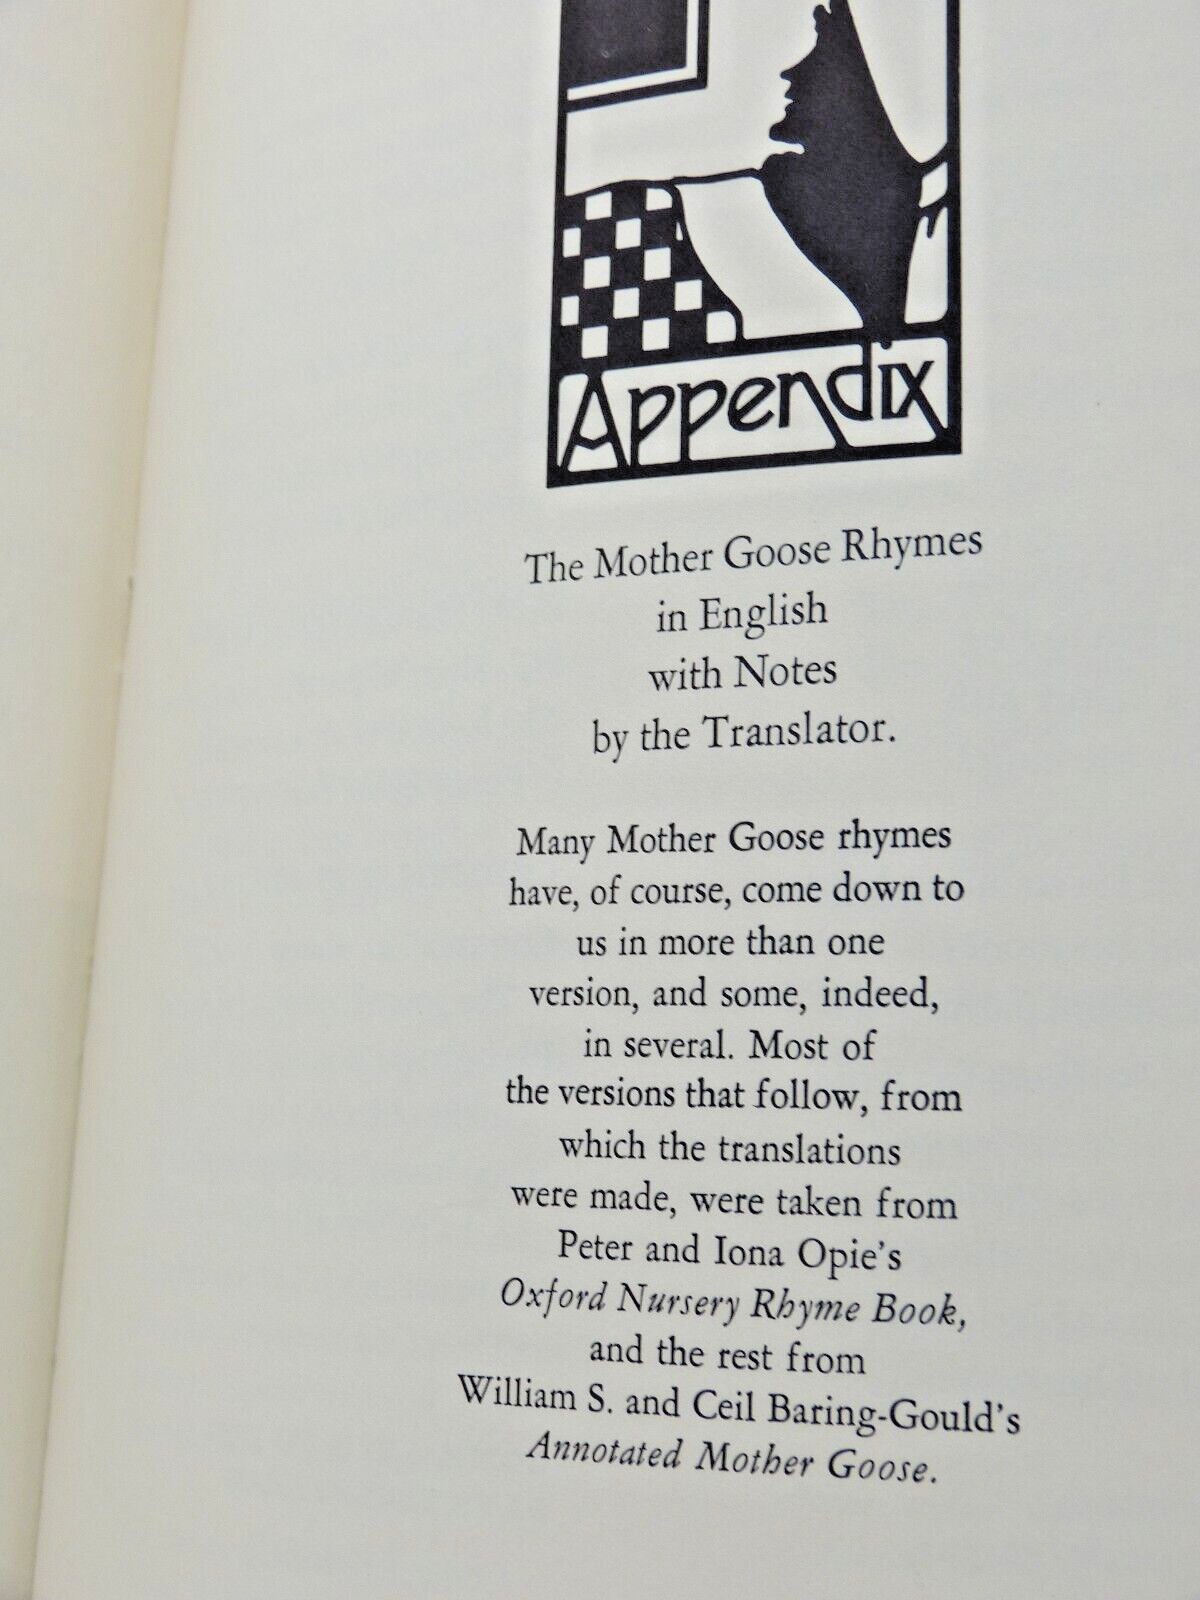 Appendix
The Mother Goose Rhymes
in English
with Notes
by the Translator.
Many Mother Goose rhymes
have, of course, come down to
us in more than one
version, and some, indeed,
in several. Most of
the versions that follow, from
which the translations
were made, were taken from
Peter and Iona Opie's
Oxford Nursery Rhyme Book,
and the rest from
William S. and Ceil Baring-Gould's
Annotated Mother Goose.